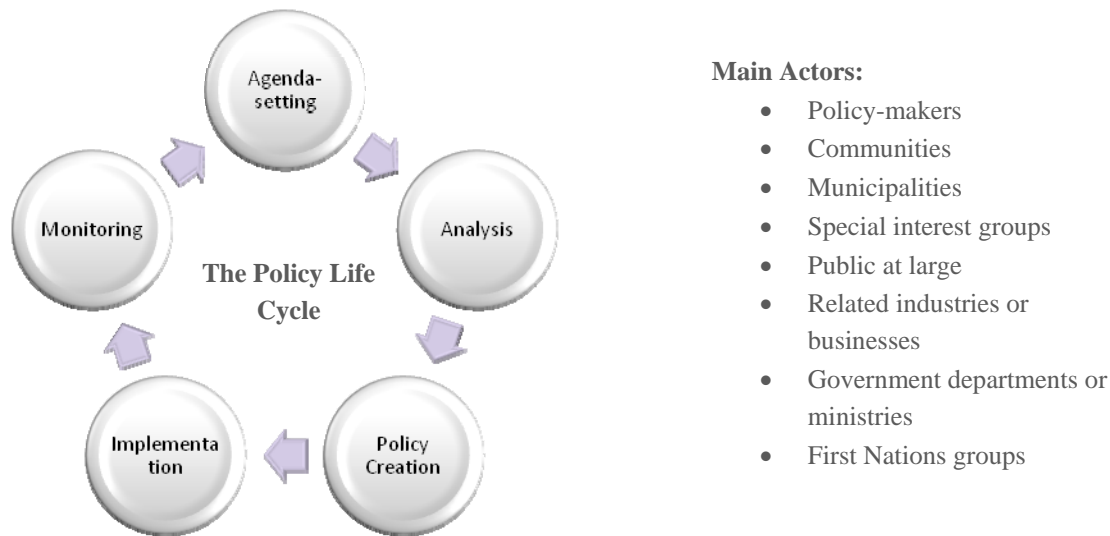 Agenda-
setting
Analysis
Policy
Creation
Implementa
tion
Monitoring
The Policy Life
Cycle
Main Actors:
• Policy-makers
• Communities
• Municipalities
• Special interest groups
• Public at large
• Related industries or
businesses
• Government departments or
ministries
• First Nations groups